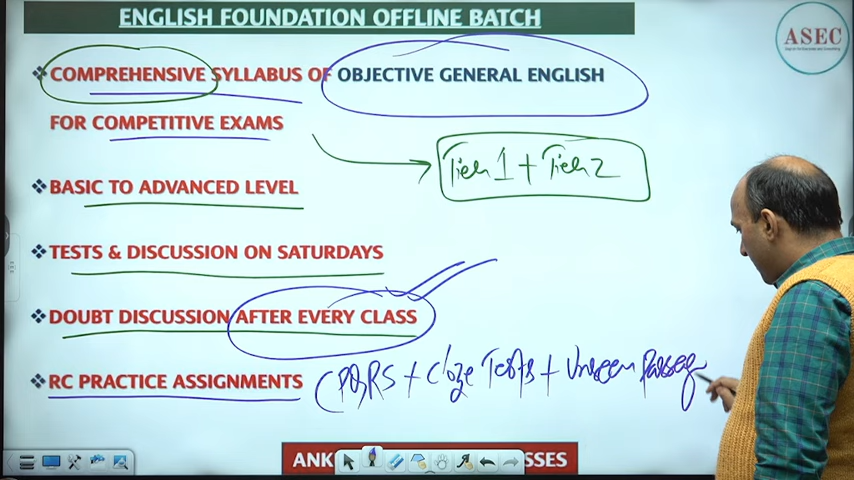 ENGLISH FOUNDATION OFFLINE BATCH
ASEC
❖ COMPREHENSIVE SYLLABUS OF OBJECTIVE GENERAL ENGLISH
FOR COMPETITIVE EXAMS
Tier 1 + Tier 2
❖ BASIC TO ADVANCED LEVEL
❖ TESTS & DISCUSSION ON SATURDAYS
❖ DOUBT DISCUSSION AFTER EVERY CLASS
❖ RC PRACTICE ASSIGNMENTS (PQRS + Cloze Tests + Unseen Passag
ANK SSES